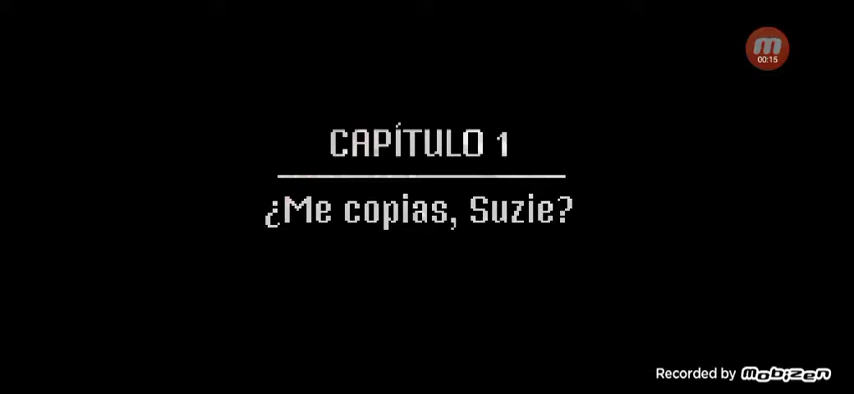 00:15
CAPÍTULO 1
¿Me copias, Suzie?
Recorded by mobizen